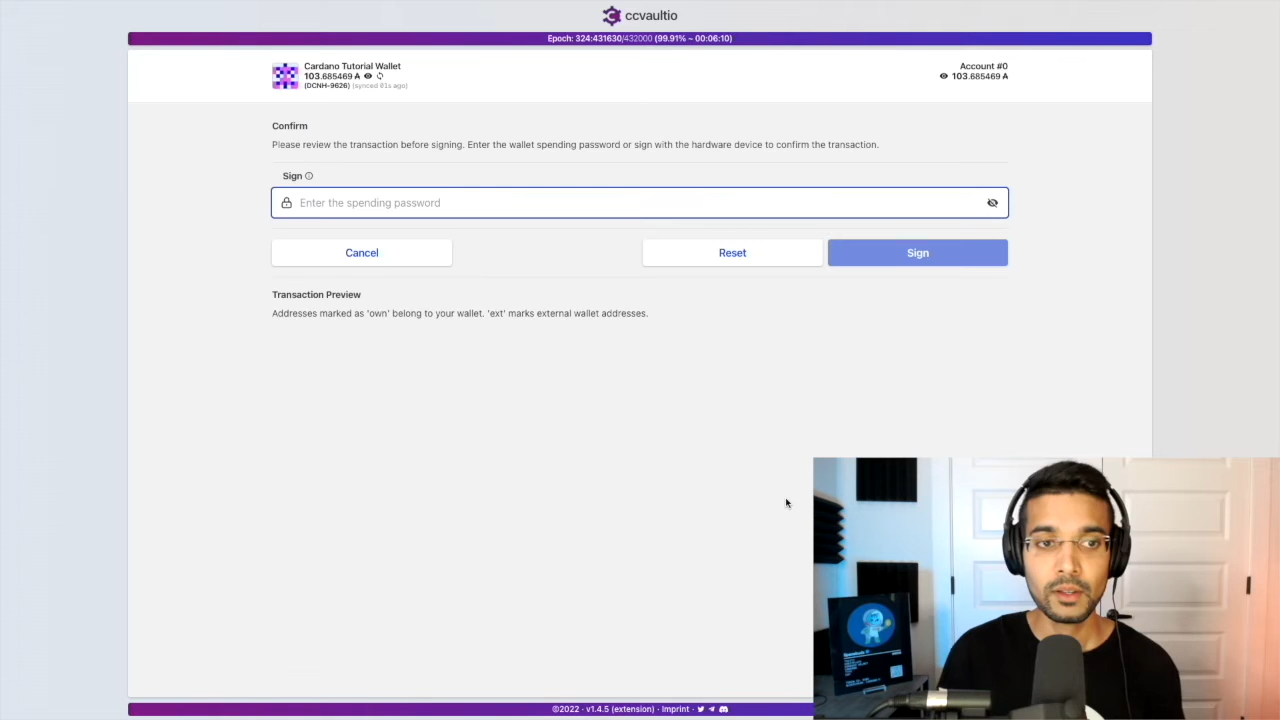 ccvaultio
Epoch: 324:431630/432000 (99.91% ~ 00:06:10)
Cardano Tutorial Wallet
103.685469 ₳
(DCNH-9626) (synced 01s ago)
Account #0
103.685469 ₳
Confirm
Please review the transaction before signing. Enter the wallet spending password or sign with the hardware device to confirm the transaction.
Sign
Enter the spending password
Cancel
Reset
Sign
Transaction Preview
Addresses marked as 'own' belong to your wallet. 'ext' marks external wallet addresses.
©2022 · v1.4.5 (extension) · Imprint ·